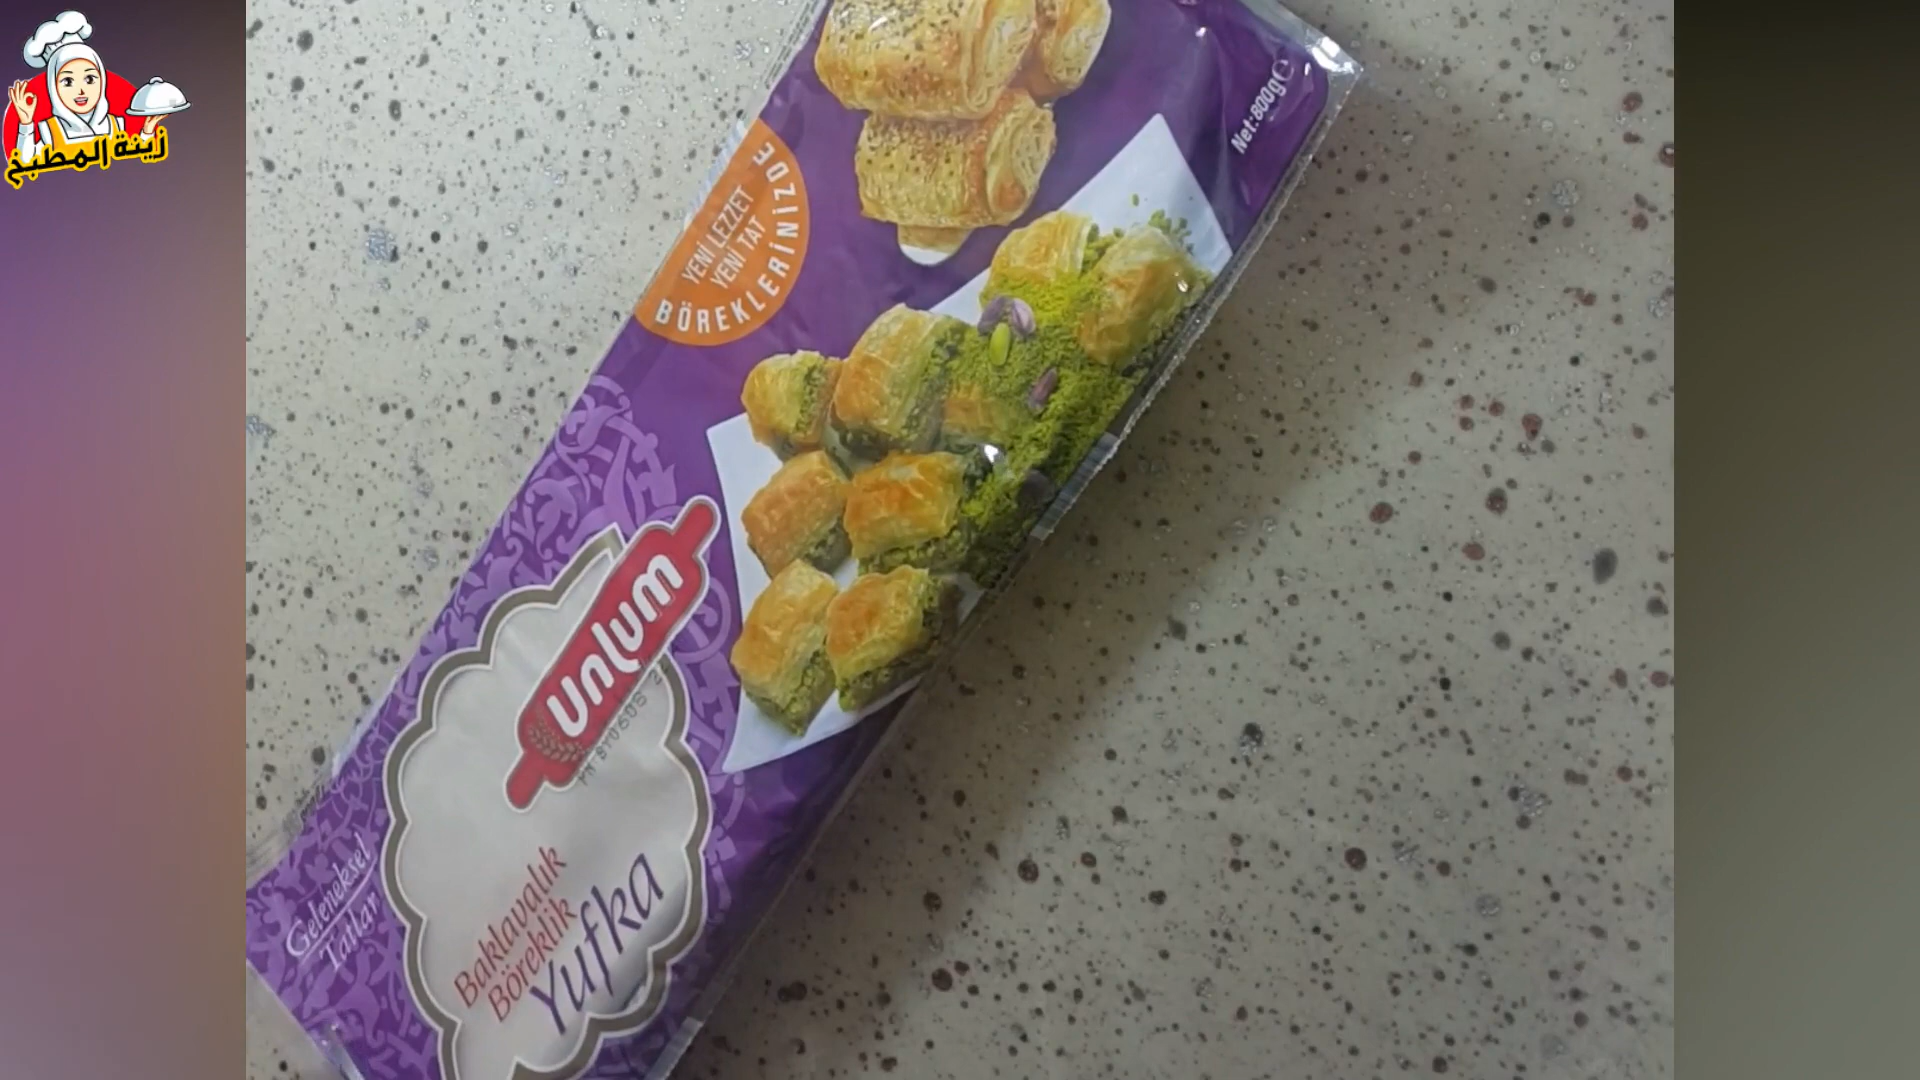 زينة المطبخ
Net:800g℮
YENİ LEZZET
YENİ TAT
BÖREKLERİNİZDE
unlum
Geleneksel
Tatlar
Baklavalık
Böreklik
Yufka